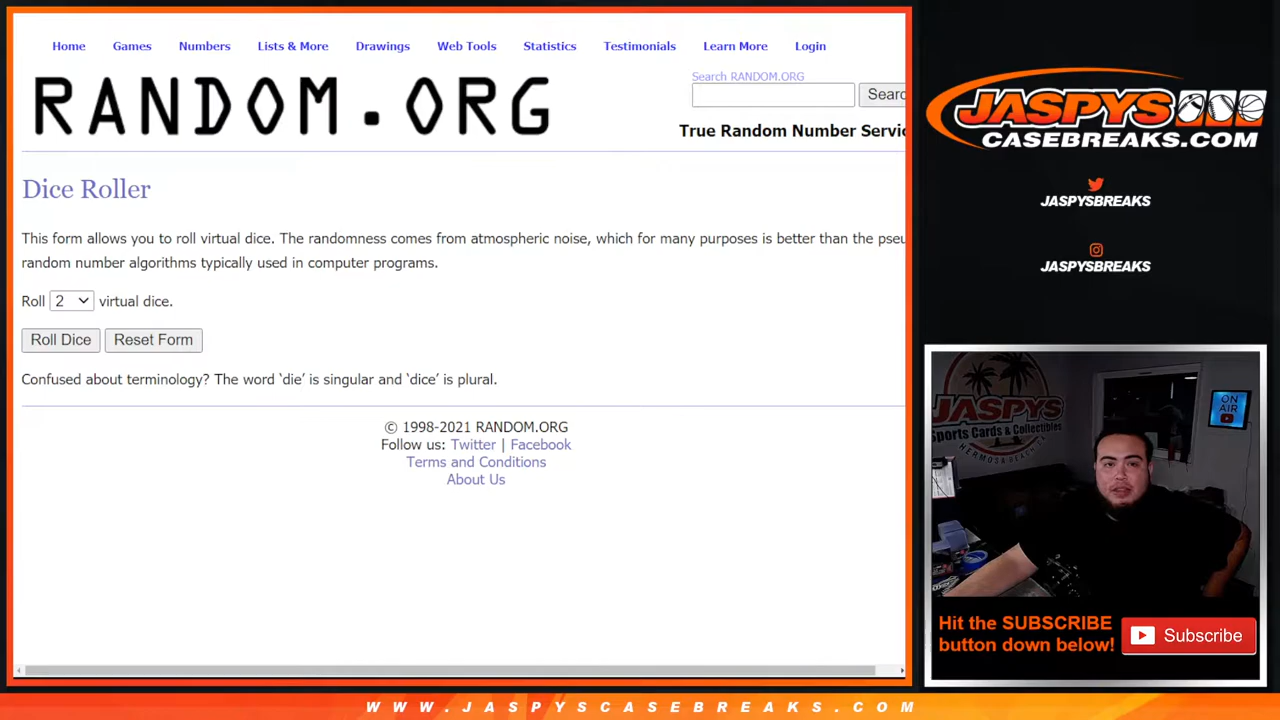 Home Games Numbers Lists & More Drawings Web Tools Statistics Testimonials Learn More Login
RANDOM.ORG
Search RANDOM.ORG
Searc
True Random Number Servic
Dice Roller
This form allows you to roll virtual dice. The randomness comes from atmospheric noise, which for many purposes is better than the pseu
random number algorithms typically used in computer programs.
Roll 2 virtual dice.
Roll Dice Reset Form
Confused about terminology? The word ‘die’ is singular and ‘dice’ is plural.
© 1998-2021 RANDOM.ORG
Follow us: Twitter | Facebook
Terms and Conditions
About Us
JASPYS
CASEBREAKS.COM
JASPYSBREAKS
JASPYSBREAKS
JASPYS
Sports Cards & Collectibles
HERMOSA BEACH
ON
AIR
Hit the SUBSCRIBE
button down below!
Subscribe
WWW.JASPYSCASEBREAKS.COM